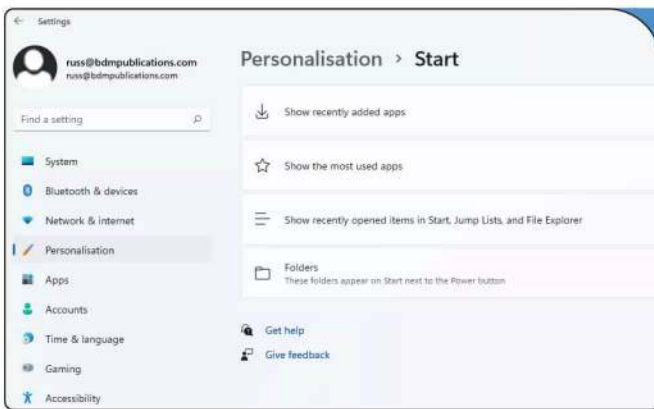 Settings
russ@bdmpublications.com
russ@bdmpublications.com
Find a setting
System
Bluetooth & devices
Network & internet
Personalisation
Apps
Accounts
Time & language
Gaming
Accessibility
Personalisation > Start
Show recently added apps
Show the most used apps
Show recently opened items in Start, Jump Lists, and File Explorer
Folders
These folders appear on Start next to the Power button
Get help
Give feedback